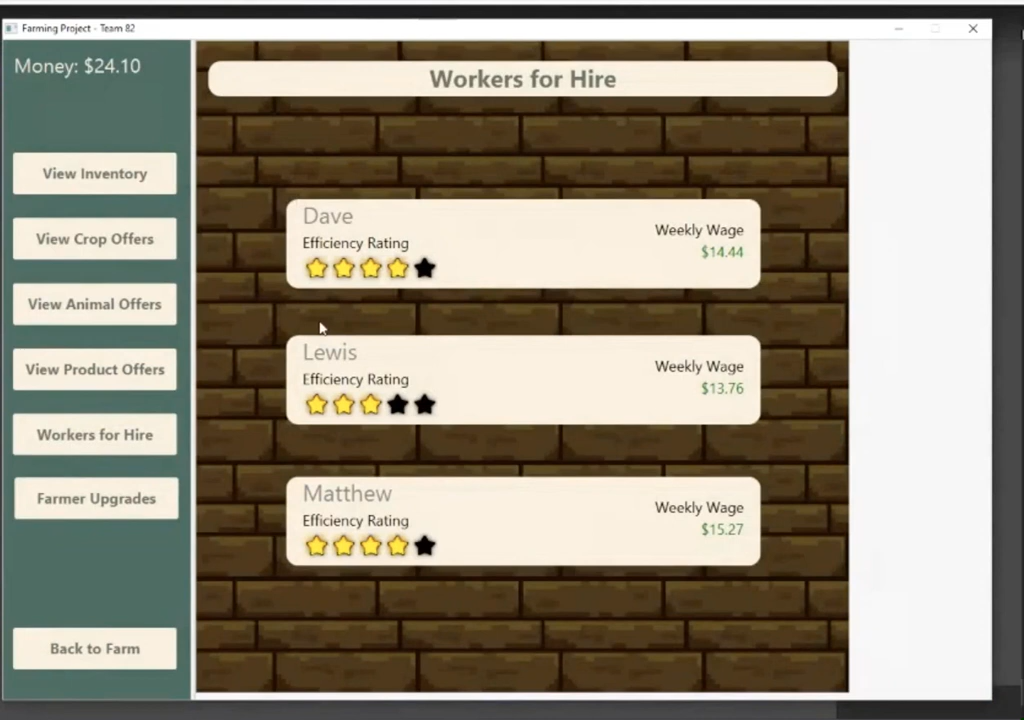 Farming Project - Team 82
Money: $24.10
View Inventory
View Crop Offers
View Animal Offers
View Product Offers
Workers for Hire
Farmer Upgrades
Back to Farm
Workers for Hire
Dave
Efficiency Rating
Weekly Wage
$14.44
Lewis
Efficiency Rating
Weekly Wage
$13.76
Matthew
Efficiency Rating
Weekly Wage
$15.27